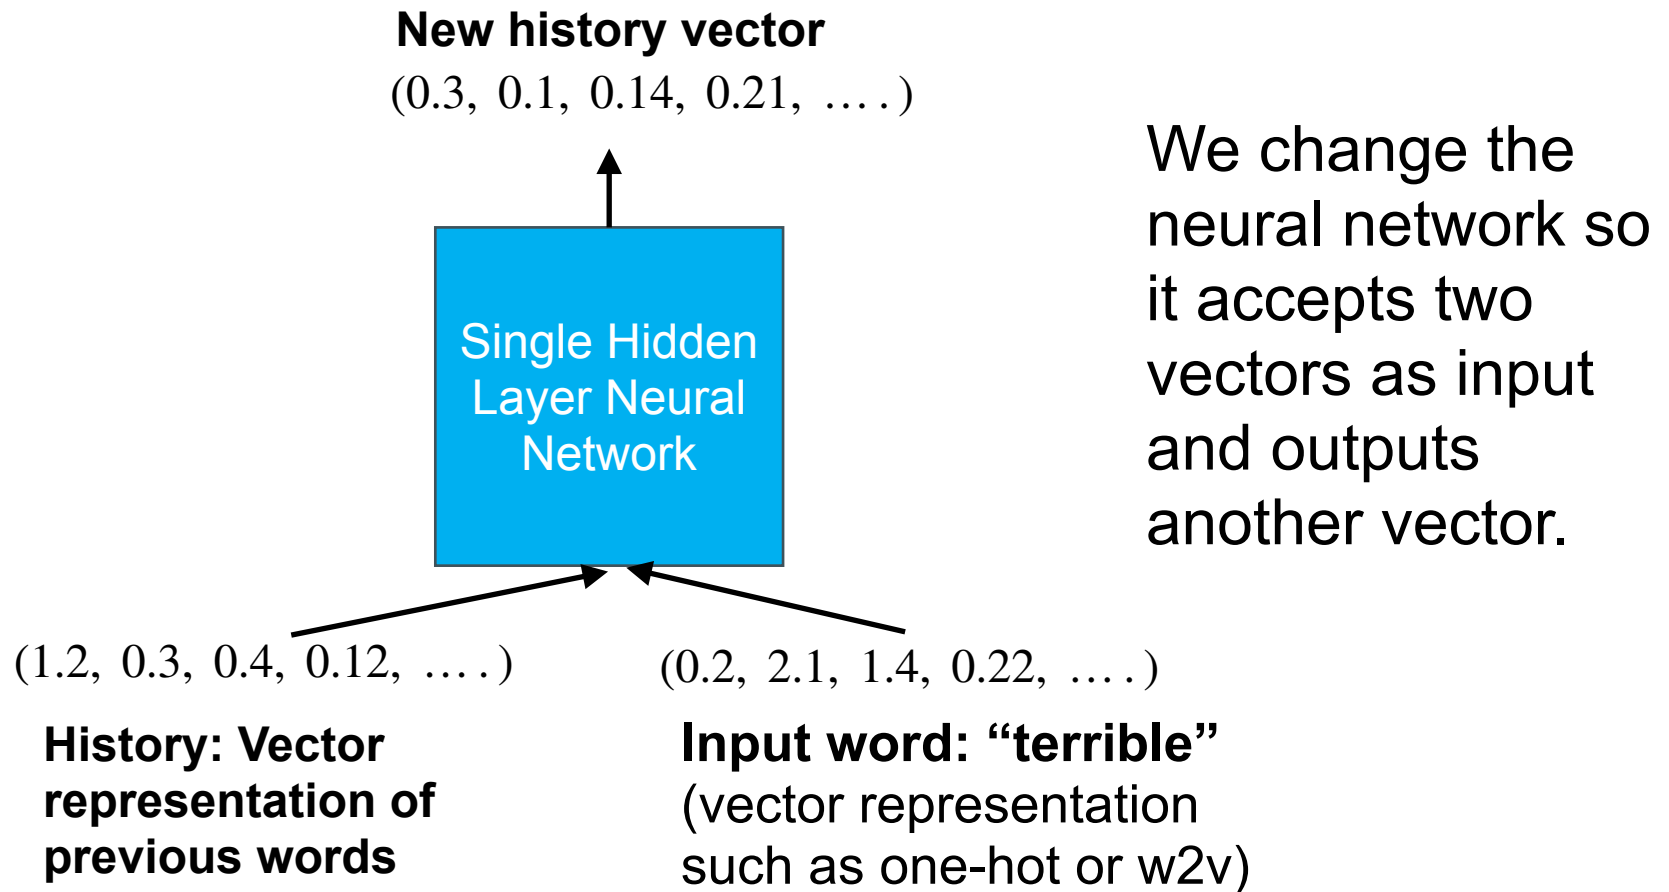 New history vector
(0.3, 0.1, 0.14, 0.21, ….)
We change the
neural network so
it accepts two
vectors as input
and outputs
another vector.
Single Hidden
Layer Neural
Network
(1.2, 0.3, 0.4, 0.12, ….)
(0.2, 2.1, 1.4, 0.22, ….)
History: Vector
representation of
previous words
Input word: “terrible”
(vector representation
such as one-hot or w2v)